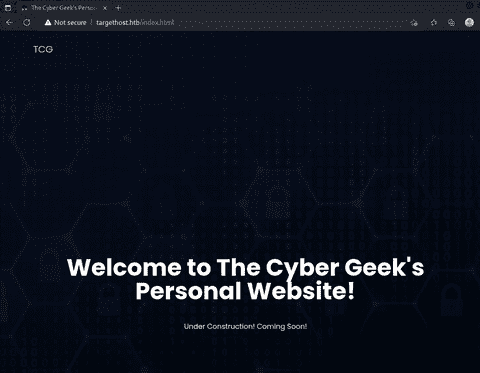 The Cyber Geek's Perso
Not secure | targethost.htb/index.html
TCG
Welcome to The Cyber Geek's
Personal Website!
Under Construction! Coming Soon!